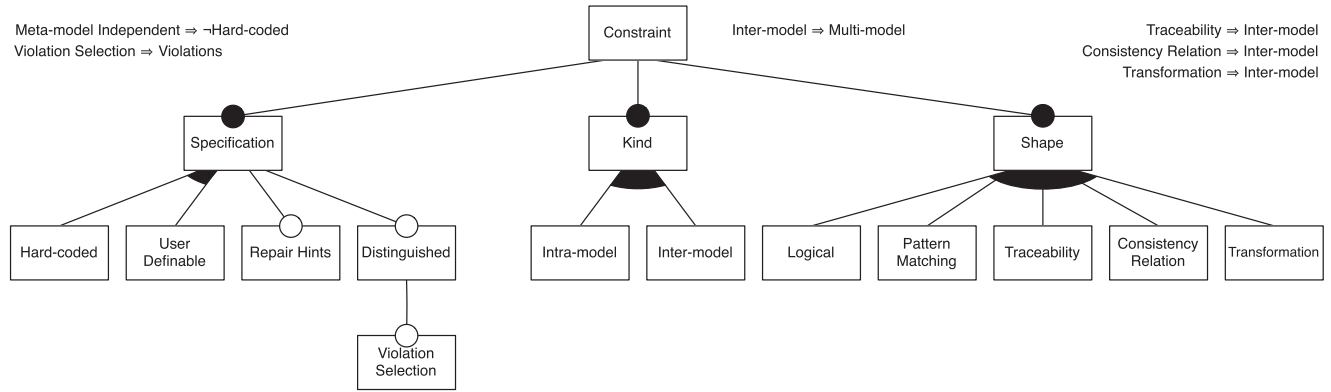 Meta-model Independent ⇒ ¬Hard-coded
Violation Selection ⇒ Violations
Constraint
Inter-model ⇒ Multi-model
Traceability ⇒ Inter-model
Consistency Relation ⇒ Inter-model
Transformation ⇒ Inter-model
Specification
Kind
Shape
Hard-coded
User
Definable
Repair Hints
Distinguished
Intra-model
Inter-model
Logical
Pattern
Matching
Traceability
Consistency
Relation
Transformation
Violation
Selection